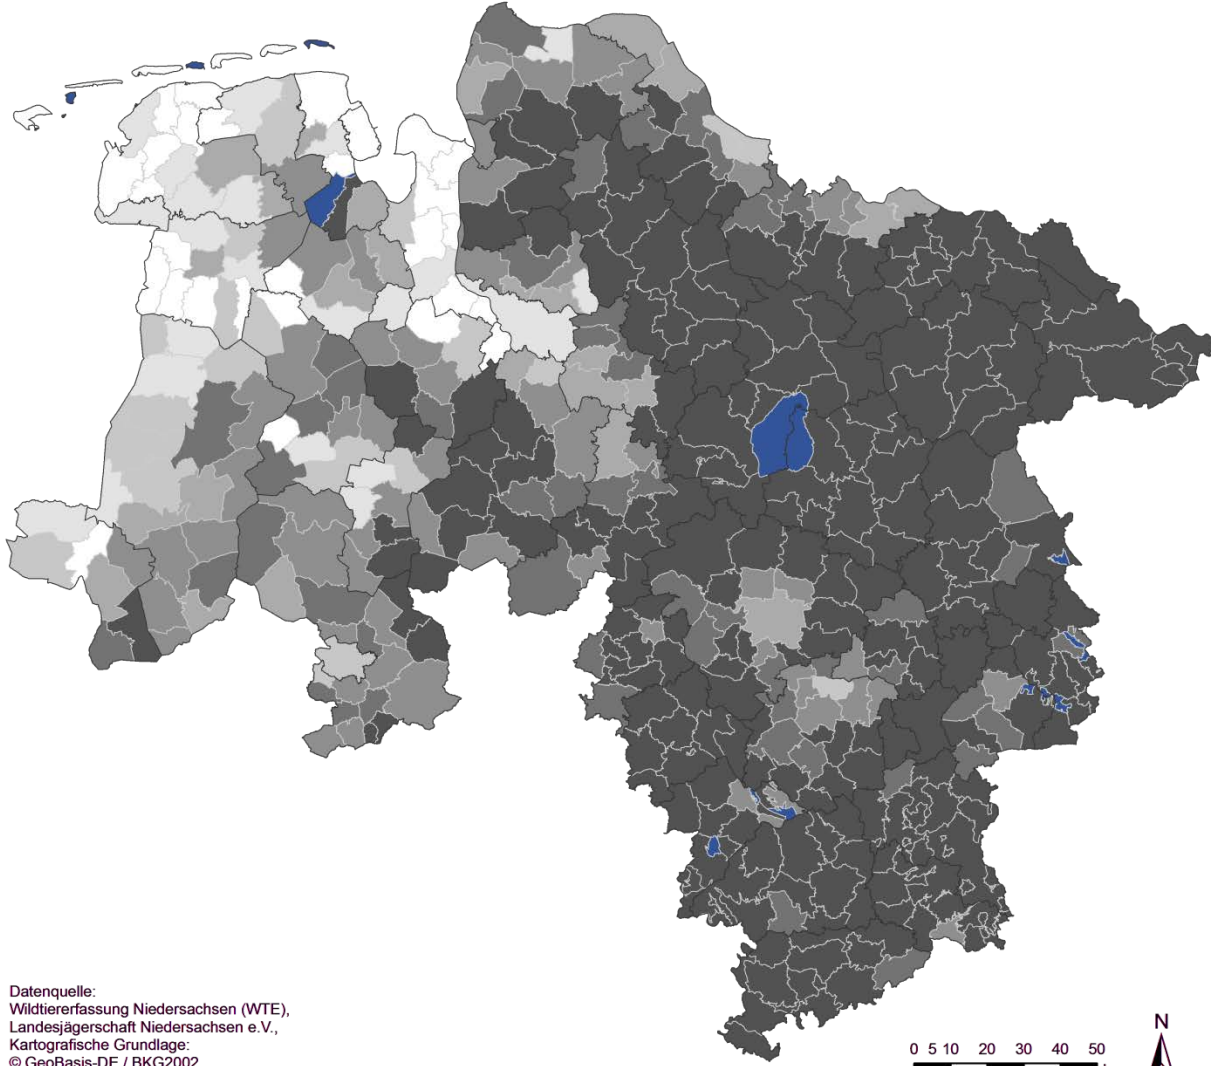 Datenquelle:
Wildtiererfassung Niedersachsen (WTE),
Landesjägerschaft Niedersachsen e.V.,
Kartografische Grundlage:
© GeoBasis-DE / BKG2002
0 5 10 20 30 40 50
N